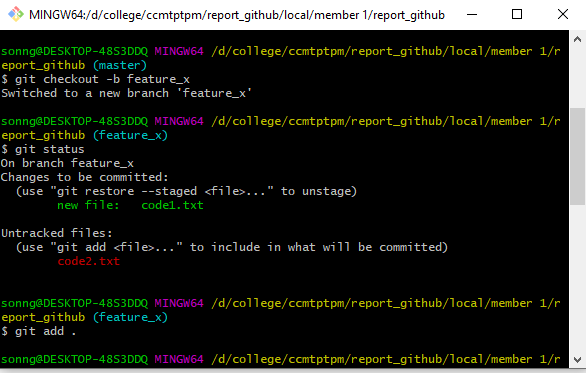 MINGW64:/d/college/ccmtptpm/report_github/local/member 1/report_github
sonng@DESKTOP-48S3DDQ MINGW64 /d/college/ccmtptpm/report_github/local/member 1/r
eport_github (master)
$ git checkout -b feature_x
Switched to a new branch 'feature_x'
sonng@DESKTOP-48S3DDQ MINGW64 /d/college/ccmtptpm/report_github/local/member 1/r
eport_github (feature_x)
$ git status
On branch feature_x
Changes to be committed:
  (use "git restore --staged <file>..." to unstage)
        new file:   code1.txt
Untracked files:
  (use "git add <file>..." to include in what will be committed)
        code2.txt
sonng@DESKTOP-48S3DDQ MINGW64 /d/college/ccmtptpm/report_github/local/member 1/r
eport_github (feature_x)
$ git add .
sonng@DESKTOP-48S3DDQ MINGW64 /d/college/ccmtptpm/report_github/local/member 1/r